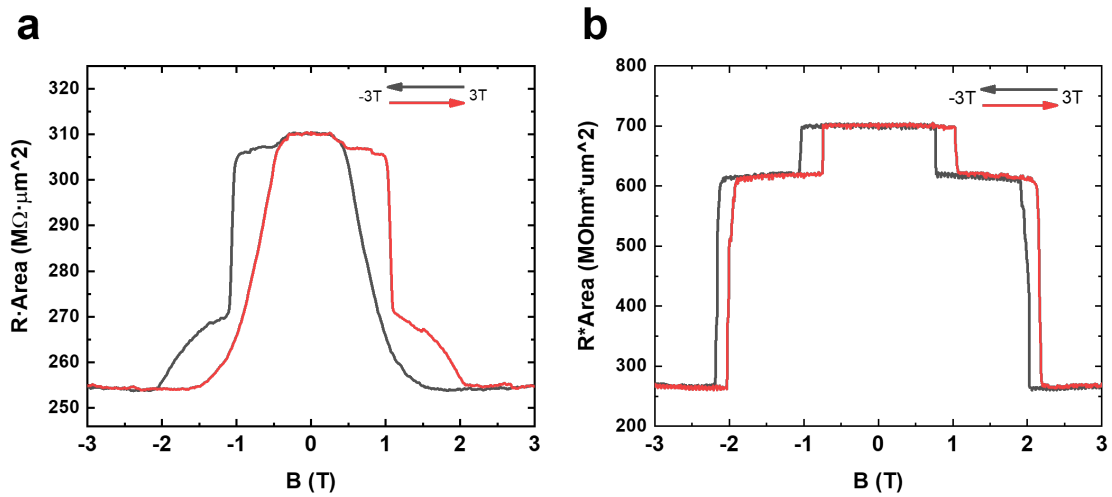 a
R·Area (MΩ·μm^2)
320
310
300
290
280
270
260
250
-3T 3T
-3 -2 -1 0 1 2 3
B (T)
b
R*Area (MOhm*um^2)
800
700
600
500
400
300
200
-3T 3T
-3 -2 -1 0 1 2 3
B (T)